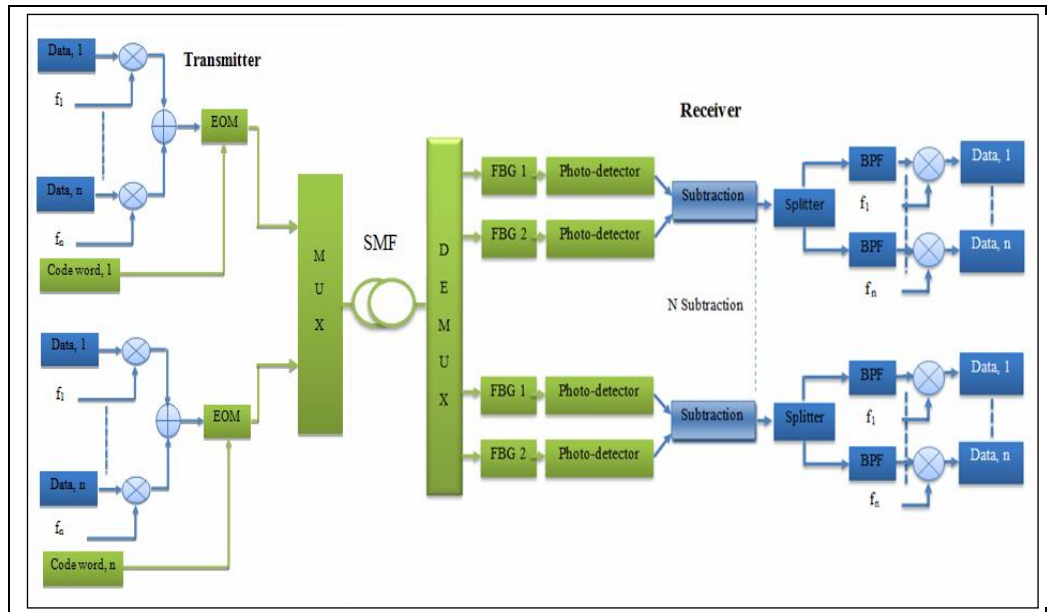 Transmitter
Data, 1
f1
EOM
Data, n
fn
Code word, 1
Data, 1
f1
EOM
Data, n
fn
Code word, n
M
U
X
SMF
D
E
M
U
X
Receiver
FBG 1
Photo-detector
FBG 2
Photo-detector
Subtraction
Splitter
BPF
f1
Data, 1
BPF
fn
Data, n
N Subtraction
FBG 1
Photo-detector
FBG 2
Photo-detector
Subtraction
Splitter
BPF
f1
Data, 1
BPF
fn
Data, n